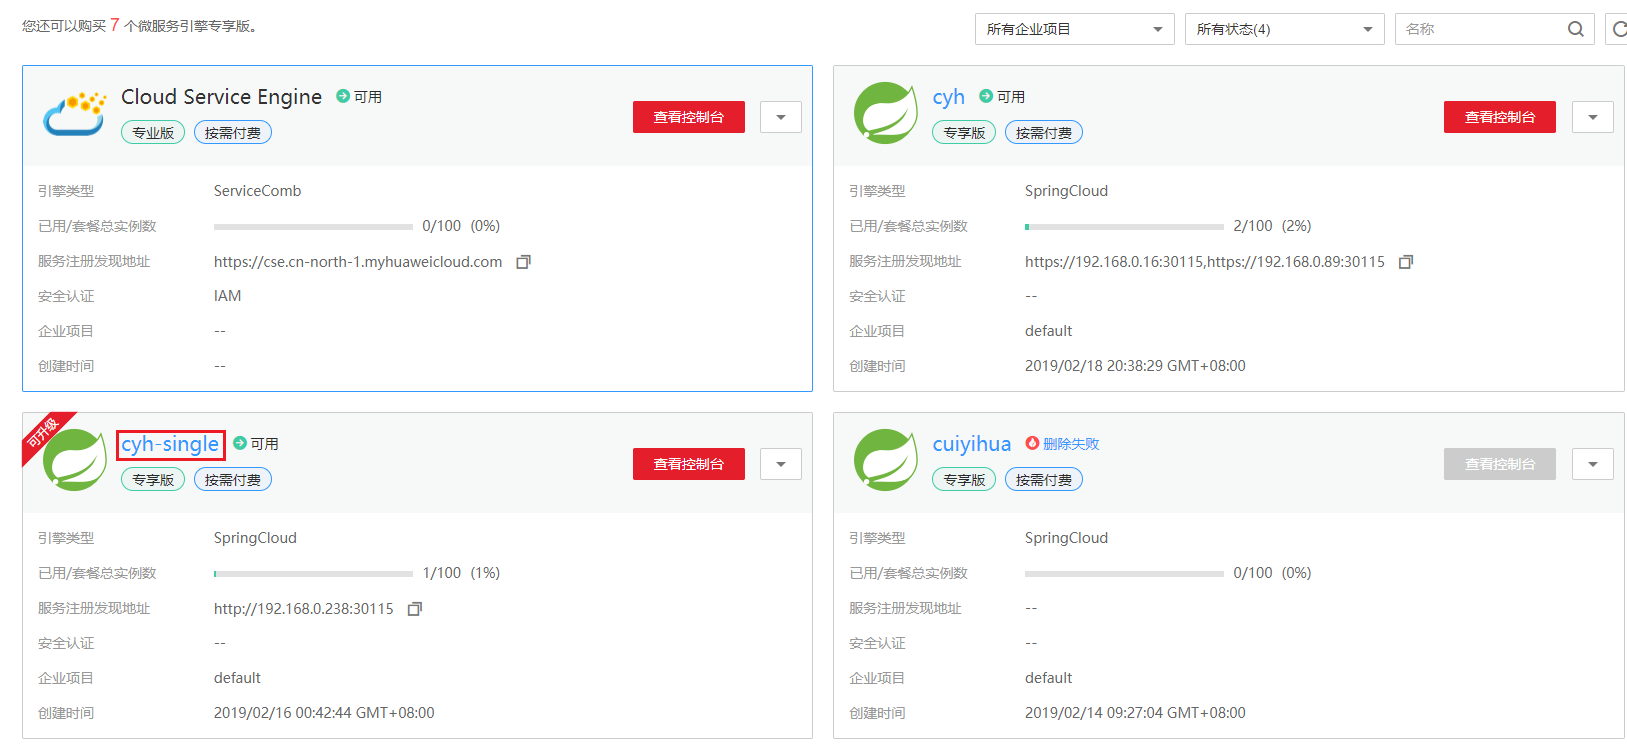 您还可以购买 7 个微服务引擎专享版。
所有企业项目
所有状态(4)
名称
Cloud Service Engine 可用
专业版 按需付费
查看控制台
引擎类型 ServiceComb
已用/套餐总实例数 0/100 (0%)
服务注册发现地址 https://cse.cn-north-1.myhuaweicloud.com
安全认证 IAM
企业项目 --
创建时间 --
cyh 可用
专享版 按需付费
查看控制台
引擎类型 SpringCloud
已用/套餐总实例数 2/100 (2%)
服务注册发现地址 https://192.168.0.16:30115,https://192.168.0.89:30115
安全认证 --
企业项目 default
创建时间 2019/02/18 20:38:29 GMT+08:00
可升级
cyh-single 可用
专享版 按需付费
查看控制台
引擎类型 SpringCloud
已用/套餐总实例数 1/100 (1%)
服务注册发现地址 http://192.168.0.238:30115
安全认证 --
企业项目 default
创建时间 2019/02/16 00:42:44 GMT+08:00
cuiyihua 删除失败
专享版 按需付费
查看控制台
引擎类型 SpringCloud
已用/套餐总实例数 0/100 (0%)
服务注册发现地址 --
安全认证 --
企业项目 default
创建时间 2019/02/14 09:27:04 GMT+08:00